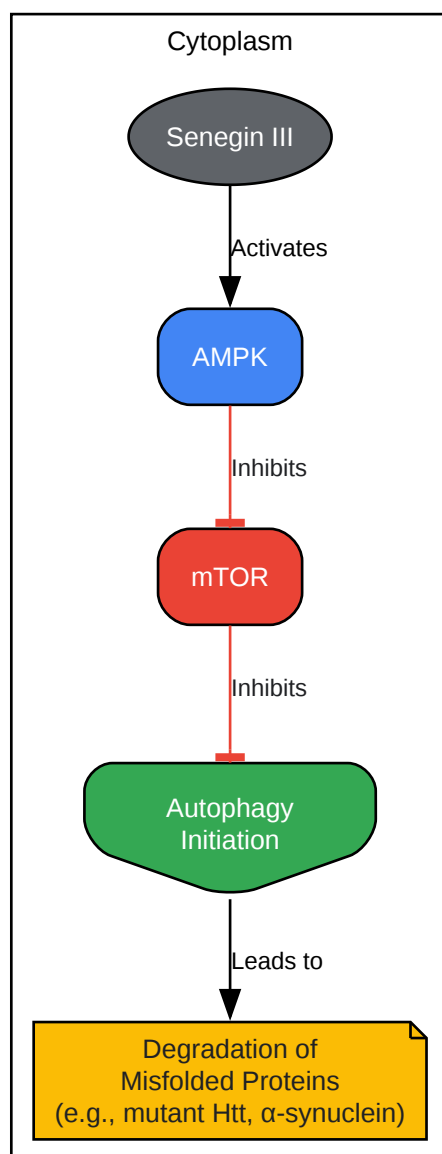 Cytoplasm
Senegin III
Activates
AMPK
Inhibits
mTOR
Inhibits
Autophagy
Initiation
Leads to
Degradation of
Misfolded Proteins
(e.g., mutant Htt, α-synuclein)